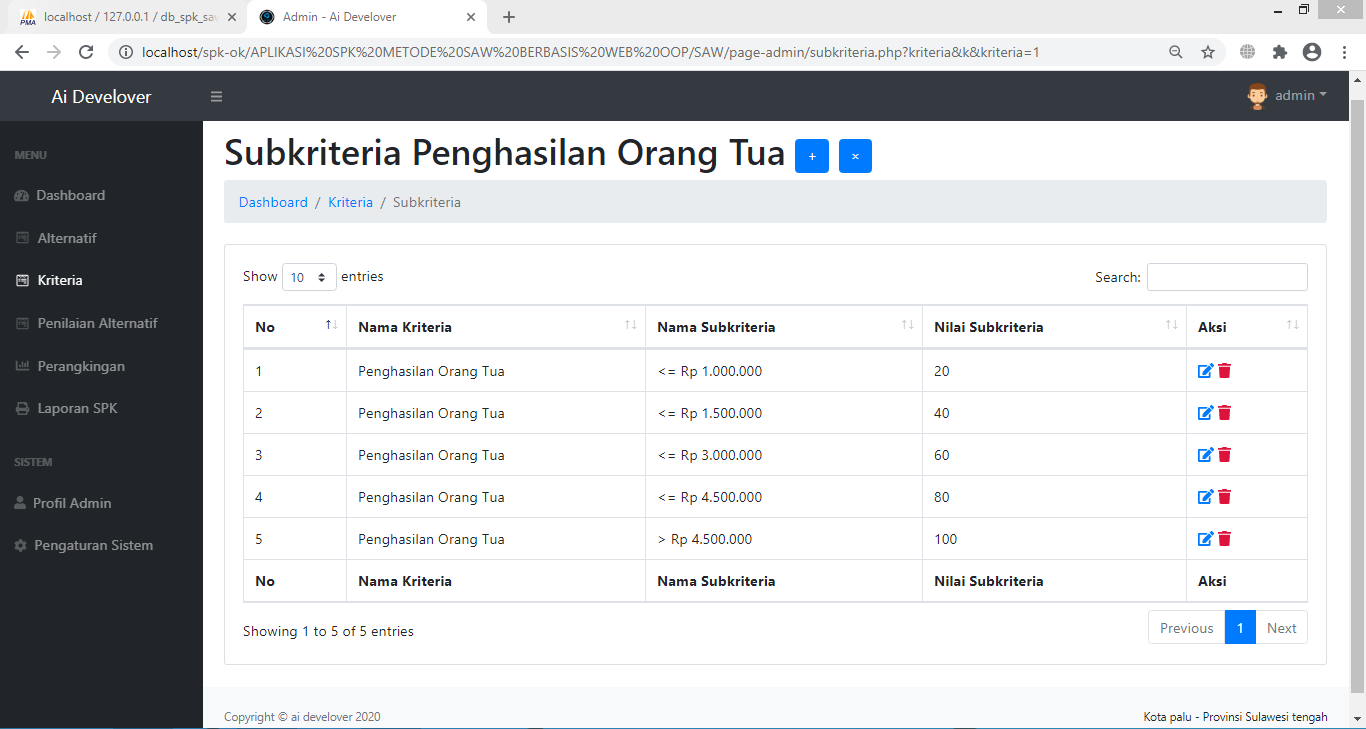 localhost / 127.0.0.1 / db_spk_sa
Admin - Ai Develover
localhost/spk-ok/APLIKASI%20SPK%20METODE%20SAW%20BERBASIS%20WEB%20OOP/SAW/page-admin/subkriteria.php?kriteria&k&kriteria=1
Ai Develover
admin
MENU
Dashboard
Alternatif
Kriteria
Penilaian Alternatif
Perangkingan
Laporan SPK
SISTEM
Profil Admin
Pengaturan Sistem
Subkriteria Penghasilan Orang Tua + ×
Dashboard / Kriteria / Subkriteria
Show 10 entries
Search:
No Nama Kriteria Nama Subkriteria Nilai Subkriteria Aksi
1 Penghasilan Orang Tua <= Rp 1.000.000 20
2 Penghasilan Orang Tua <= Rp 1.500.000 40
3 Penghasilan Orang Tua <= Rp 3.000.000 60
4 Penghasilan Orang Tua <= Rp 4.500.000 80
5 Penghasilan Orang Tua > Rp 4.500.000 100
No Nama Kriteria Nama Subkriteria Nilai Subkriteria Aksi
Showing 1 to 5 of 5 entries
Previous 1 Next
Copyright © ai develover 2020
Kota palu - Provinsi Sulawesi tengah